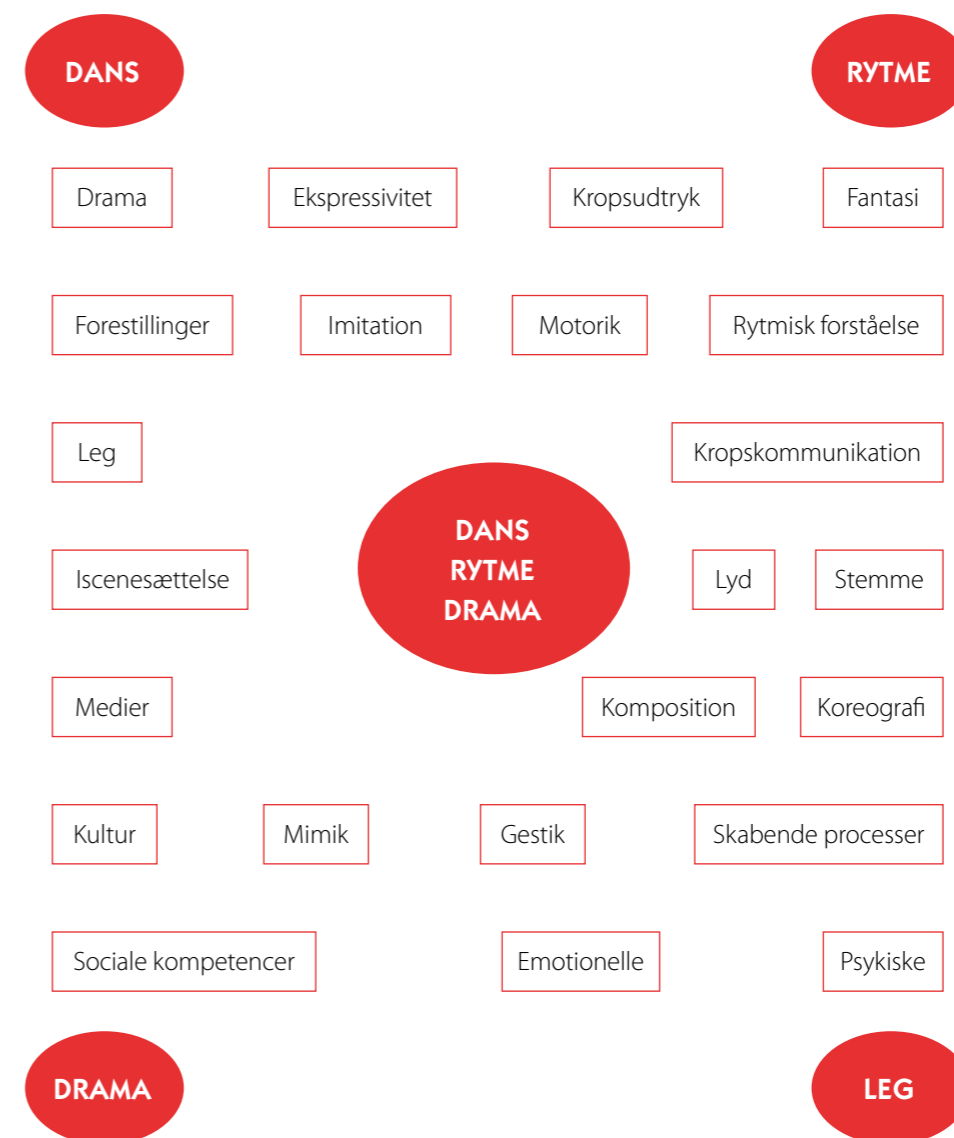 DANS
RYTME
Drama
Ekspressivitet
Kropsudtryk
Fantasi
Forestillinger
Imitation
Motorik
Rytmisk forståelse
Leg
Kropskommunikation
DANS
RYTME
DRAMA
Iscenesættelse
Lyd
Stemme
Medier
Komposition
Koreografi
Kultur
Mimik
Gestik
Skabende processer
Sociale kompetencer
Emotionelle
Psykiske
DRAMA
LEG